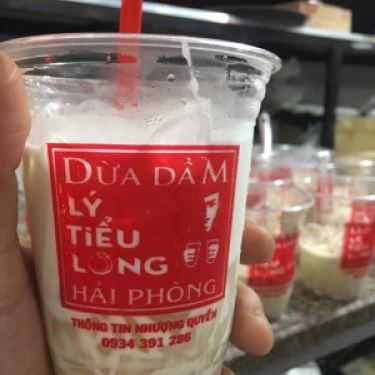 DỪA DẦM
LÝ
TIỂU
LONG
HẢI PHÒNG
THÔNG TIN NHƯỢNG QUYỀN
0934 391 286